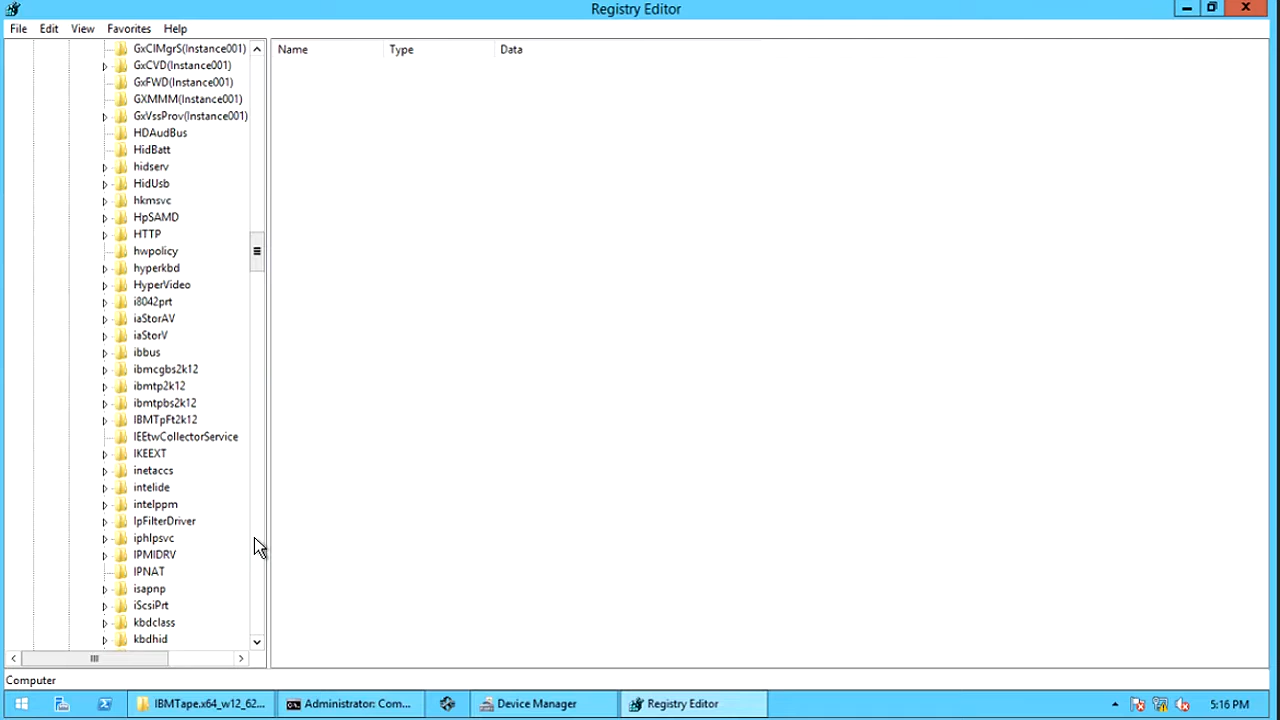 Registry Editor
File Edit View Favorites Help
Name Type Data
GxClMgrS(Instance001)
GxCVD(Instance001)
GxFWD(Instance001)
GXMMM(Instance001)
GxVssProv(Instance001)
HDAudBus
HidBatt
hidserv
HidUsb
hkmsvc
HpSAMD
HTTP
hwpolicy
hyperkbd
HyperVideo
i8042prt
iaStorAV
iaStorV
ibbus
ibmcgbs2k12
ibmtp2k12
ibmtpbs2k12
IBMTpFt2k12
IEEtwCollectorService
IKEEXT
inetaccs
intelide
intelppm
IpFilterDriver
iphlpsvc
IPMIDRV
IPNAT
isapnp
iScsiPrt
kbdclass
kbdhid
Computer
IBMTape.x64_w12_62... Administrator: Com... Device Manager Registry Editor 5:16 PM